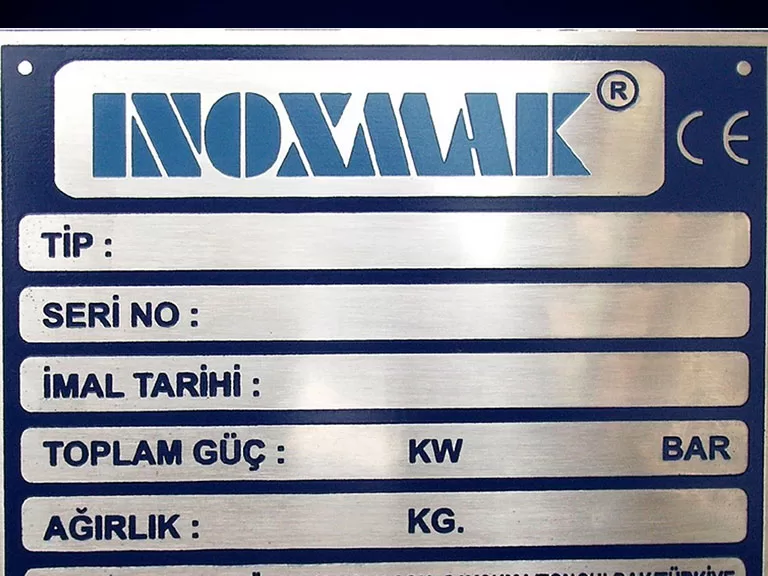 INOXMAK®
CE
TİP :
SERİ NO :
İMAL TARİHİ :
TOPLAM GÜÇ : KW BAR
AĞIRLIK : KG.